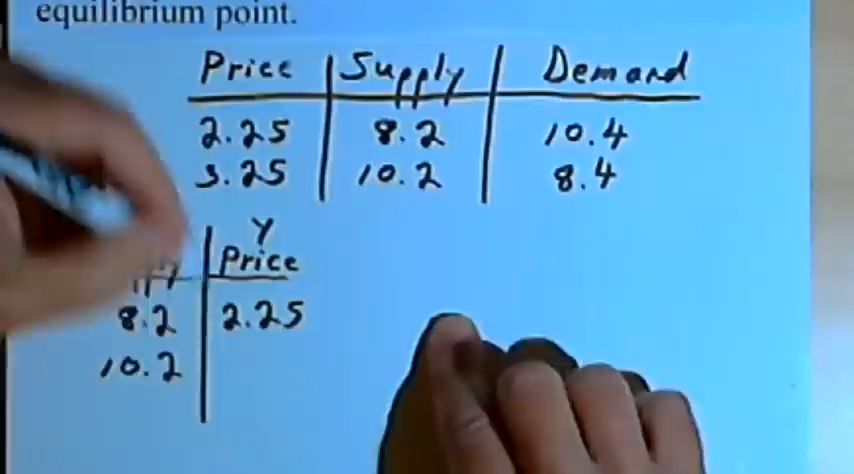 equilibrium point.
Price Supply Demand
2.25 8.2 10.4
3.25 10.2 8.4
Y
Price
8.2 2.25
10.2